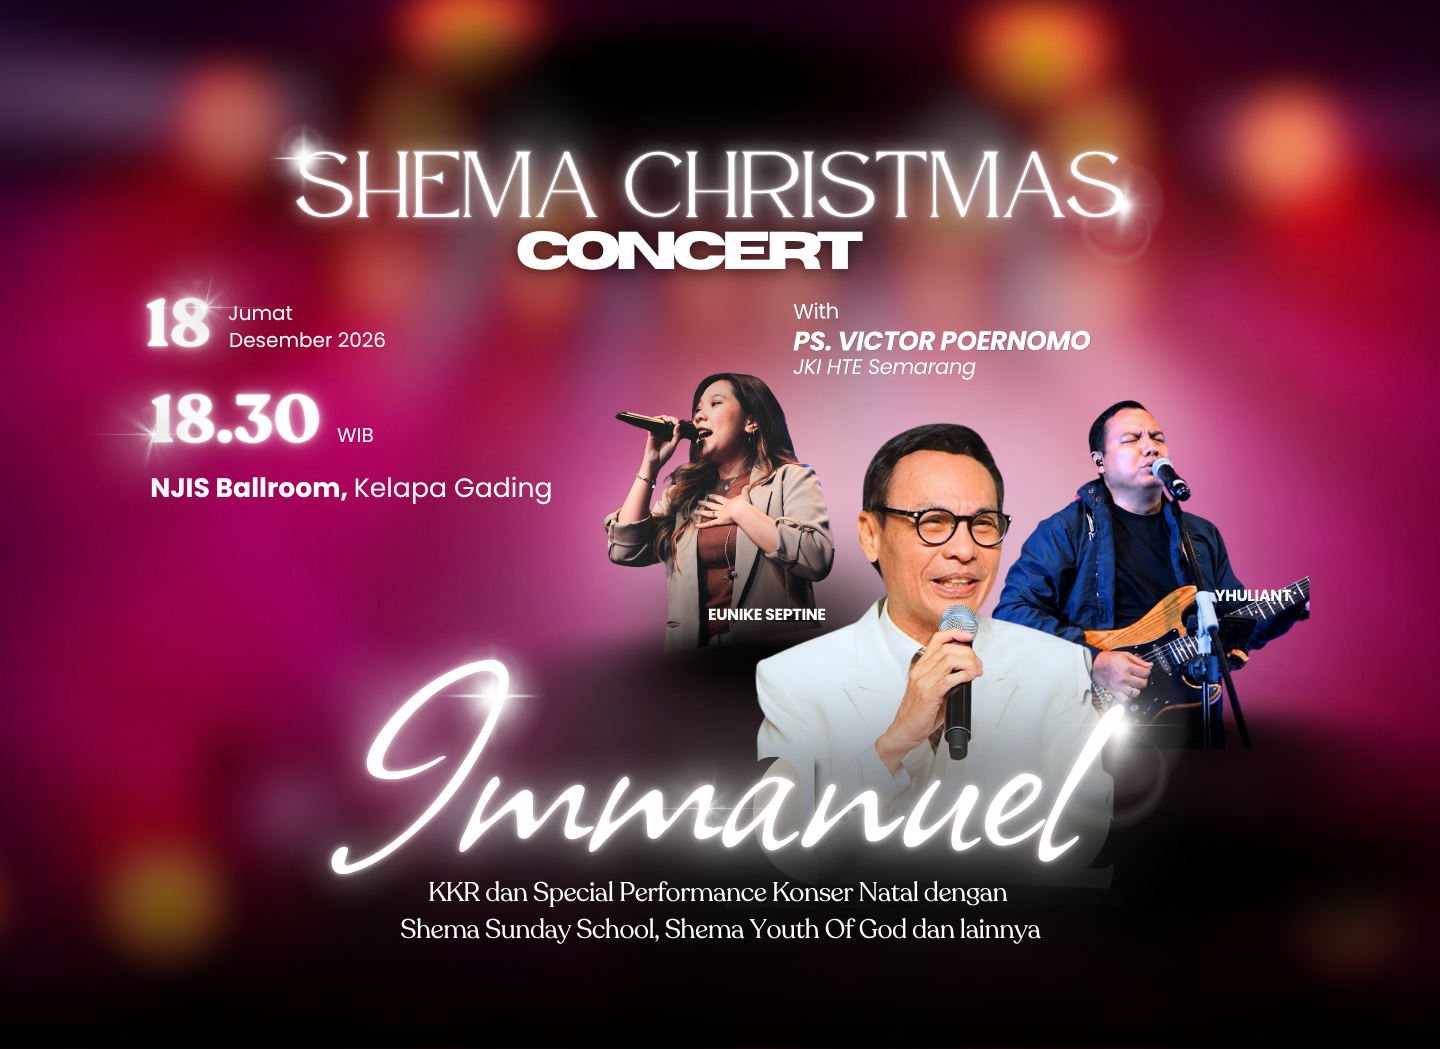 SHEMA CHRISTMAS
CONCERT
18 Jumat
Desember 2026
18.30 WIB
NJIS Ballroom, Kelapa Gading
With
PS. VICTOR POERNOMO
JKI HTE Semarang
EUNIKE SEPTINE
YHULIANT
Immanuel
KKR dan Special Performance Konser Natal dengan
Shema Sunday School, Shema Youth Of God dan lainnya